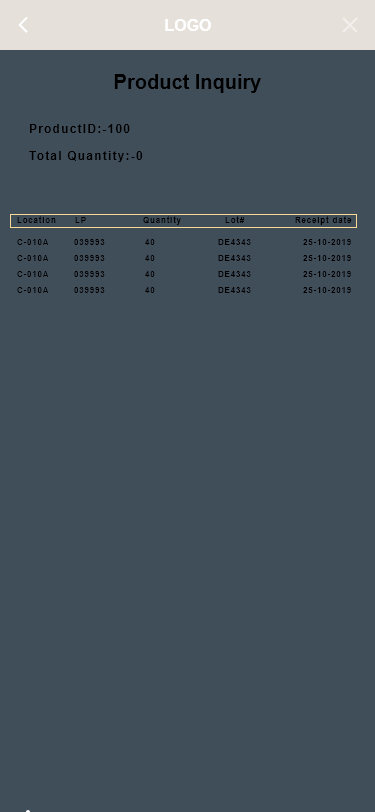 LOGO
Product Inquiry
ProductID:-100
Total Quantity:-0
Location LP Quantity Lot# Receipt date
C-010A 039993 40 DE4343 25-10-2019
C-010A 039993 40 DE4343 25-10-2019
C-010A 039993 40 DE4343 25-10-2019
C-010A 039993 40 DE4343 25-10-2019